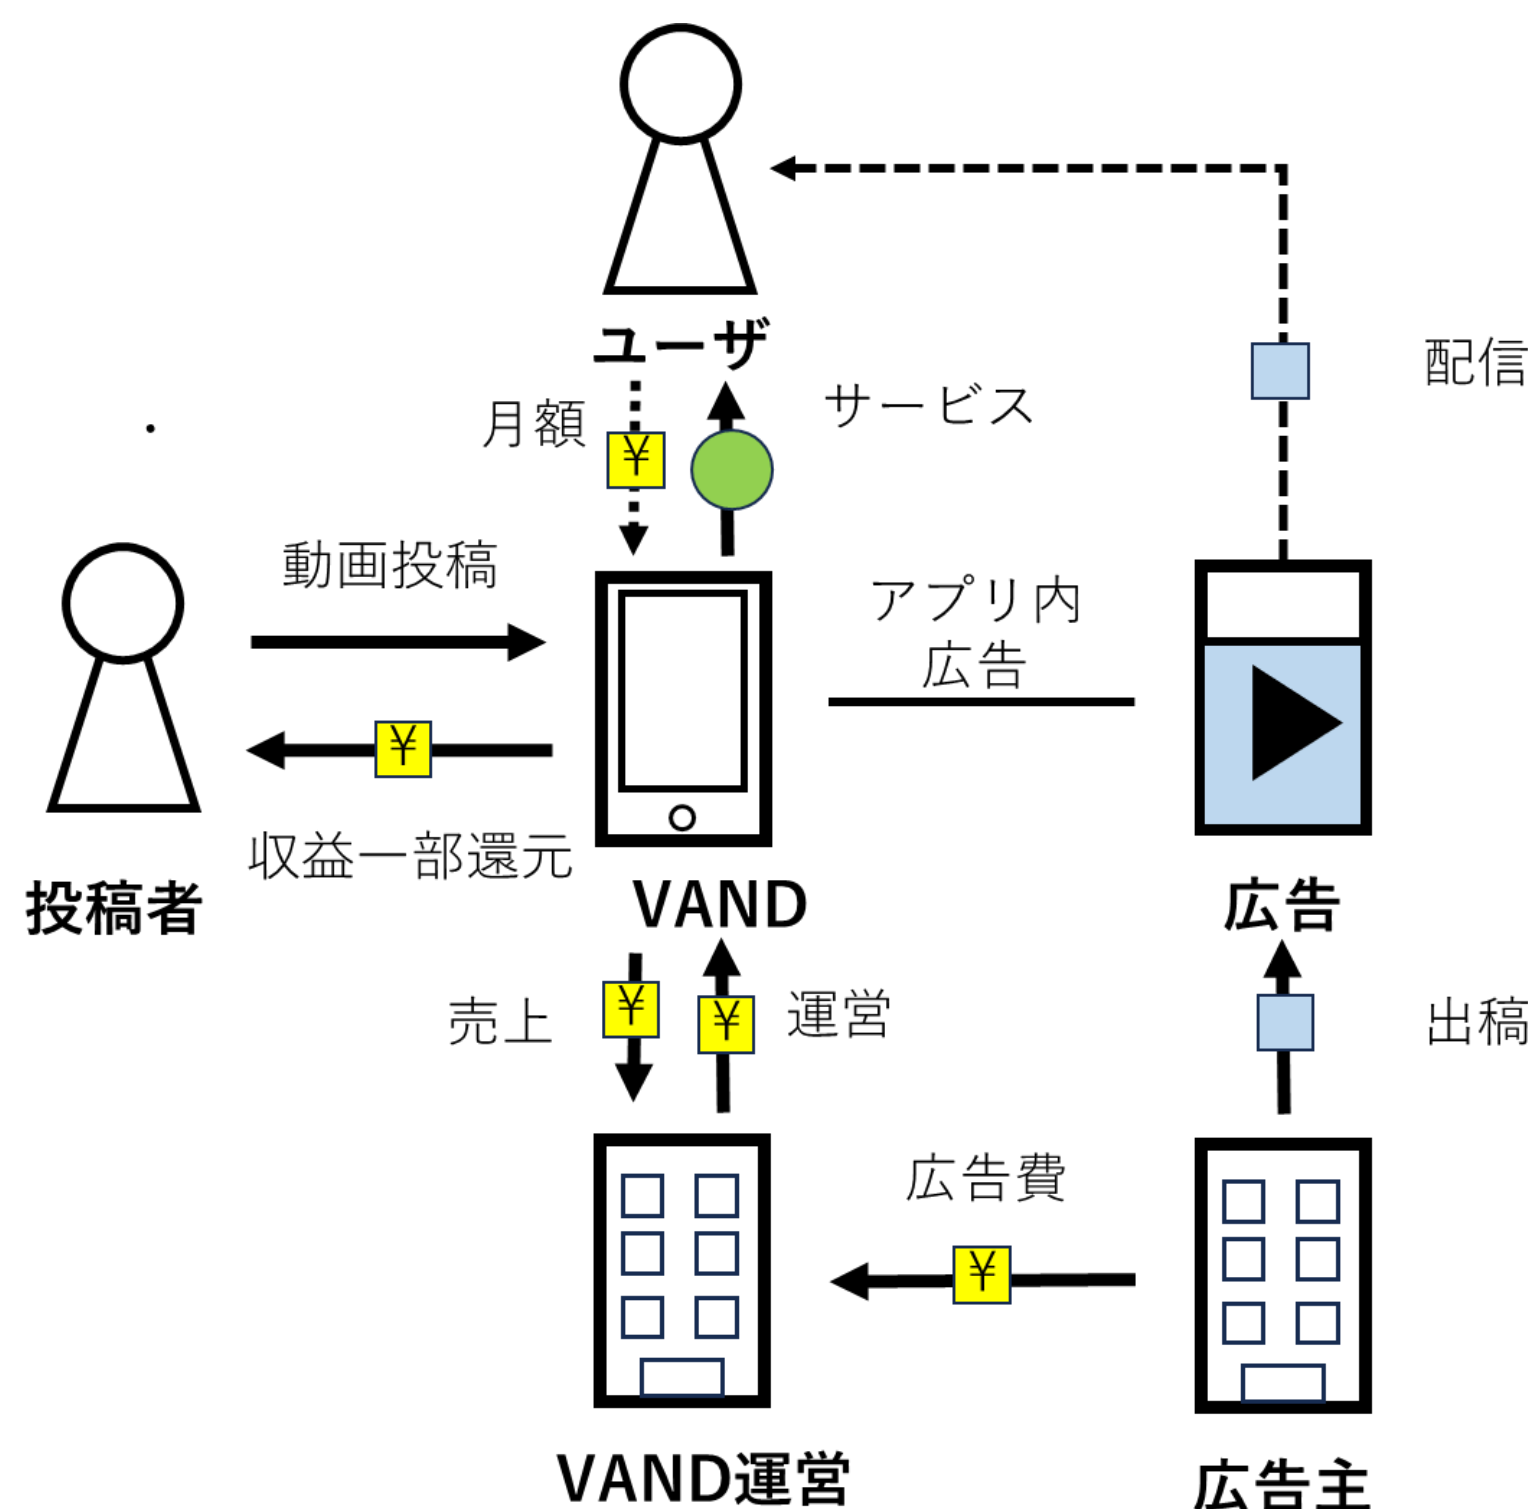 ユーザ
配信
サービス
月額
¥
動画投稿
アプリ内
広告
¥
収益一部還元
投稿者
VAND
広告
売上
¥
¥
運営
出稿
広告費
¥
VAND運営
広告主